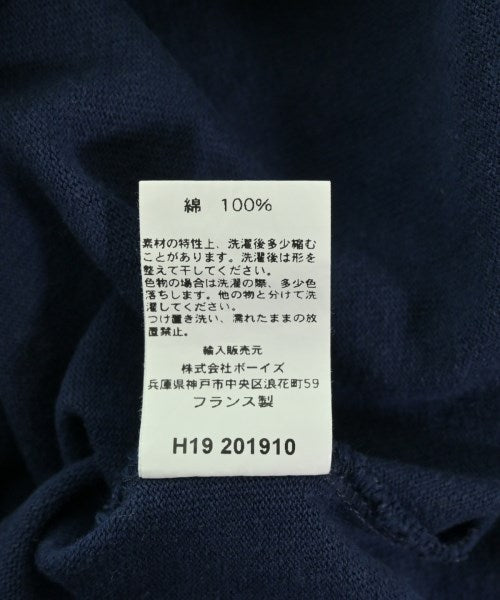 綿 100%
素材の特性上、洗濯後多少縮む
ことがあります。洗濯後は形を
整えて干してください。
色物の場合は洗濯の際、多少色
落ちします。他の物と分けて洗
濯してください。
つけ置き洗い、濡れたままの放
置禁止。
輸入販売元
株式会社ボーイズ
兵庫県神戸市中央区浪花町59
フランス製
H19 201910